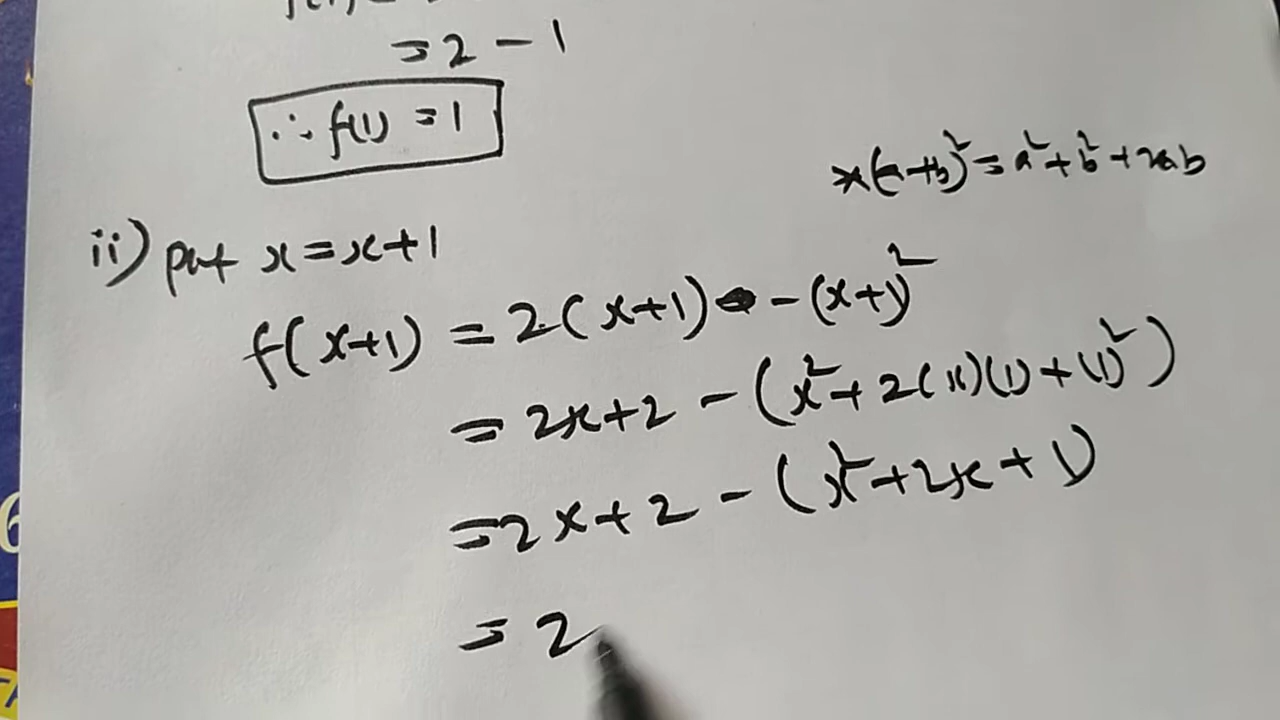 = 2 - 1
∴ f(1) = 1
*(a+b)² = a² + b² + 2ab
ii) put x = x+1
f(x+1) = 2(x+1) - (x+1)²
= 2x+2 - (x² + 2(x)(1) + (1)²)
= 2x+2 - (x² + 2x + 1)
= 2